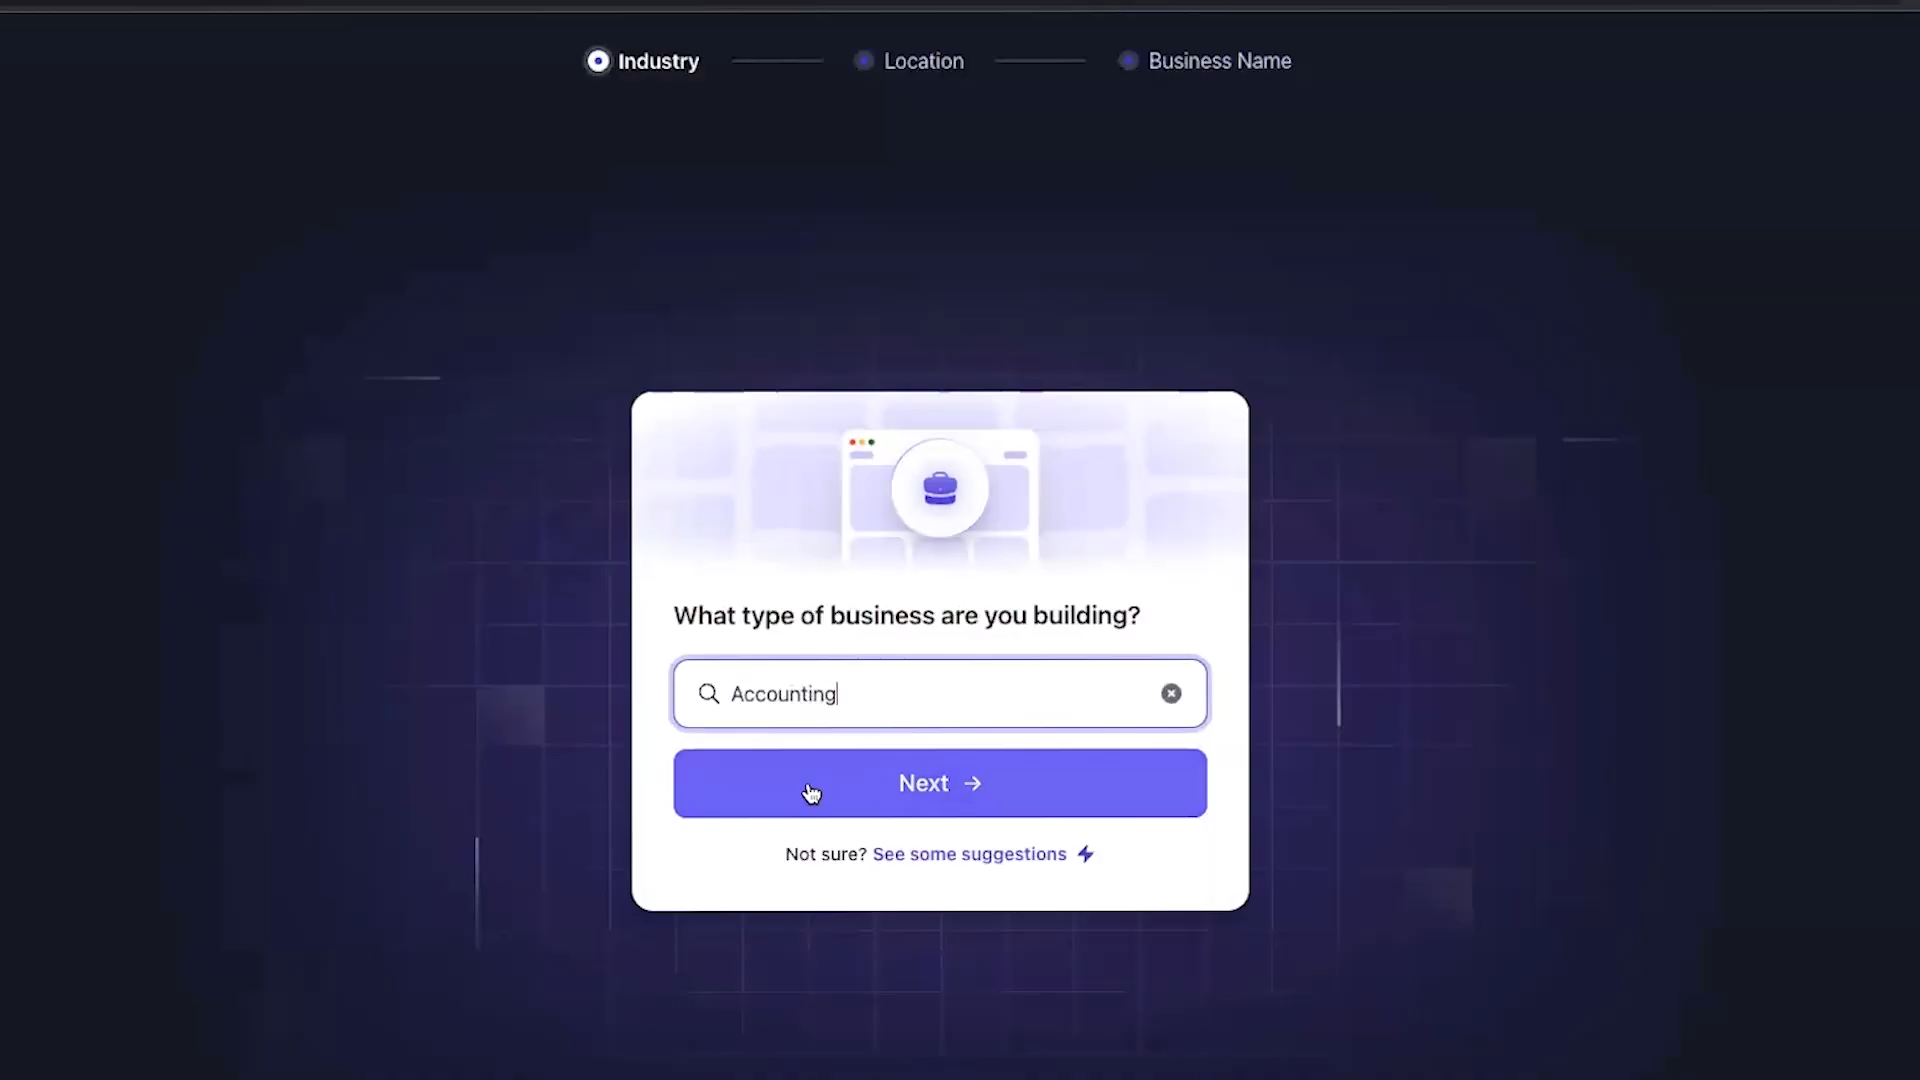 Industry
Location
Business Name
What type of business are you building?
Accounting
Next →
Not sure? See some suggestions